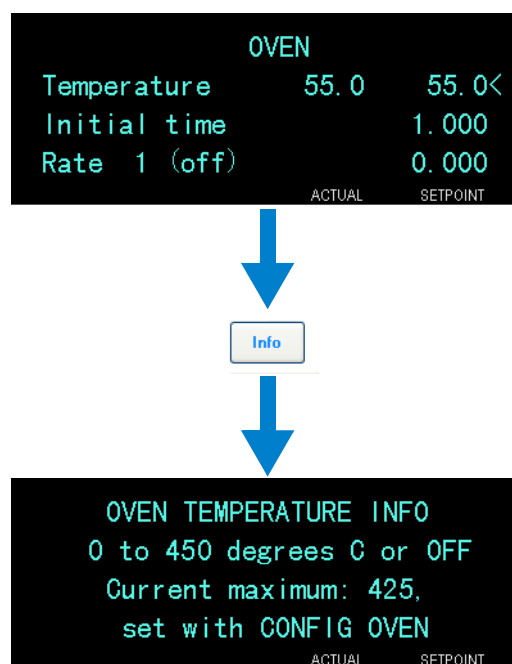 OVEN
Temperature 55.0 55.0<
Initial time 1.000
Rate 1 (off) 0.000
ACTUAL SETPOINT
Info
OVEN TEMPERATURE INFO
0 to 450 degrees C or OFF
Current maximum: 425,
set with CONFIG OVEN
ACTUAL SETPOINT